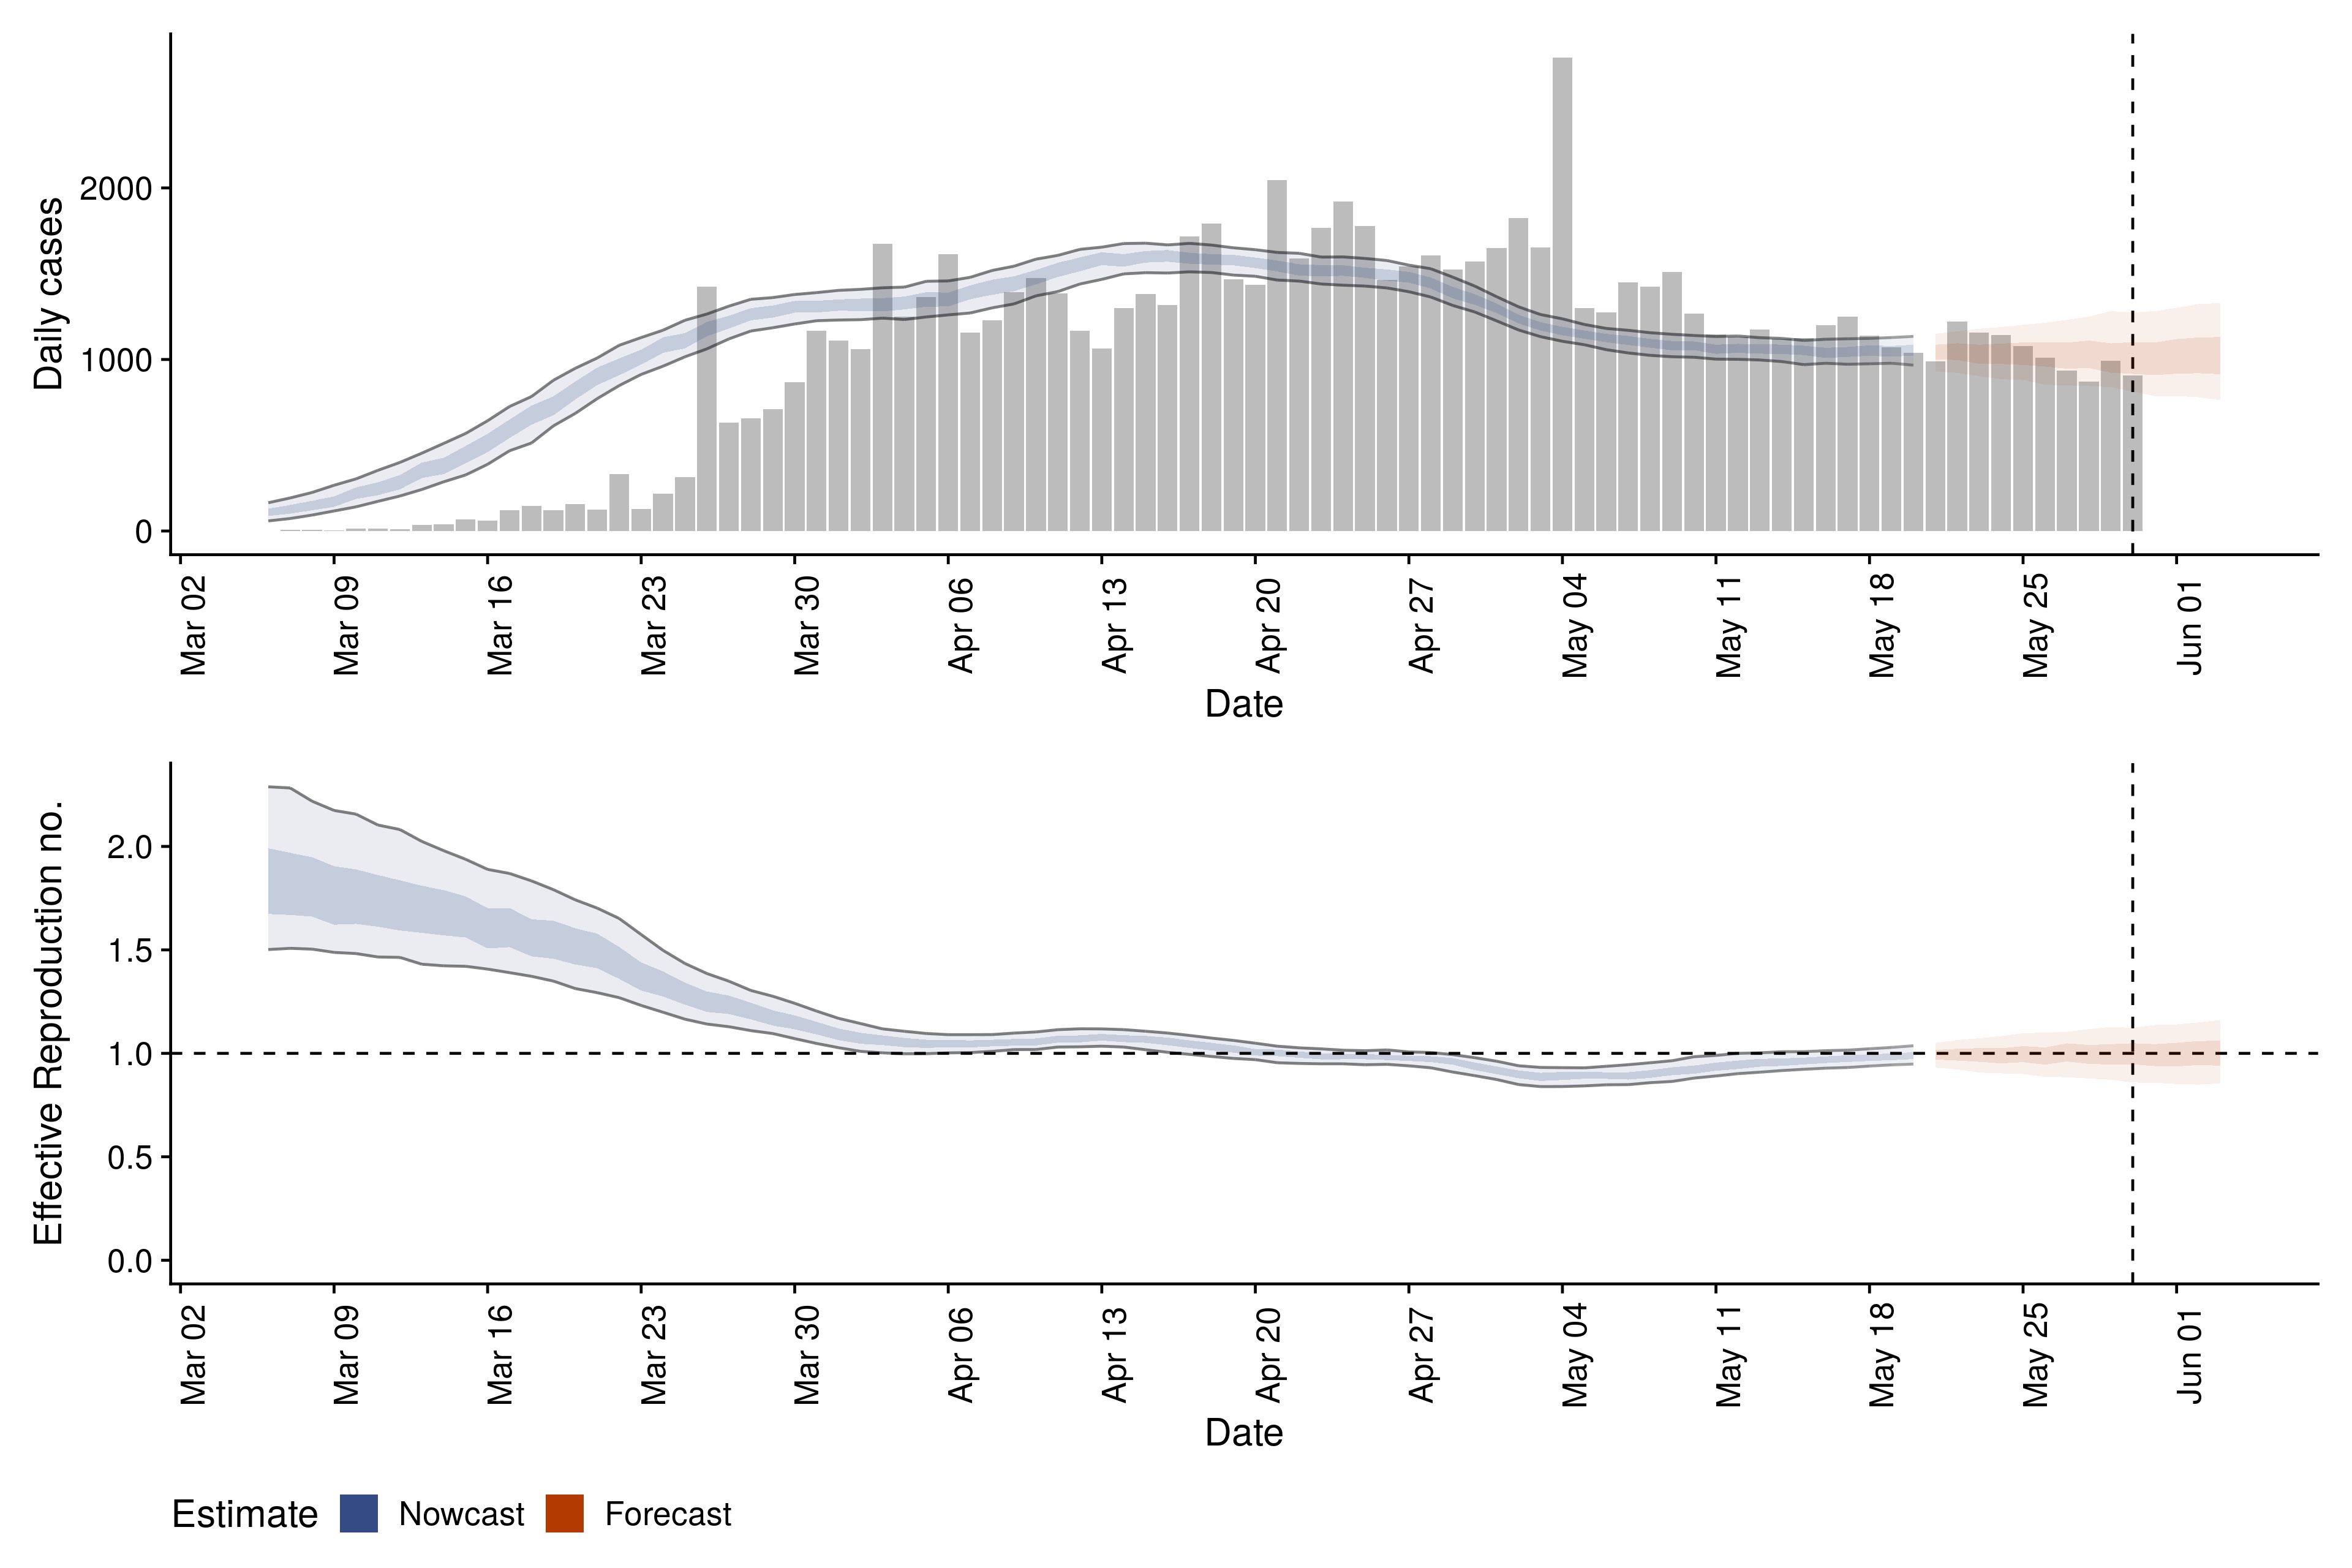 Daily cases
2000
1000
0
Mar 02 Mar 09 Mar 16 Mar 23 Mar 30 Apr 06 Apr 13 Apr 20 Apr 27 May 04 May 11 May 18 May 25 Jun 01
Date
Effective Reproduction no.
2.0
1.5
1.0
0.5
0.0
Mar 02 Mar 09 Mar 16 Mar 23 Mar 30 Apr 06 Apr 13 Apr 20 Apr 27 May 04 May 11 May 18 May 25 Jun 01
Date
Estimate Nowcast Forecast